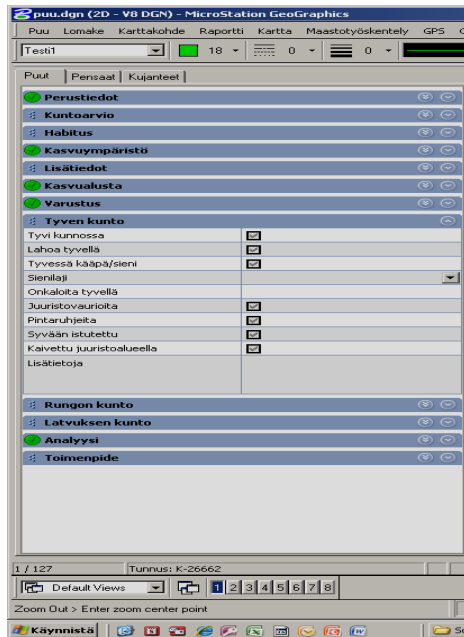 puu.dgn (2D - V8 DGN) - MicroStation GeoGraphics
Puu Lomake Karttakohde Raportti Kartta Maastotyöskentely GPS
Testi1 18 0 0
Puut Pensaat Kujanteet
Perustiedot
Kuntoarvio
Habitus
Kasvuympäristö
Lisätiedot
Kasvualusta
Varustus
Tyven kunto
Tyvi kunnossa
Lahoa tyvellä
Tyvessä kääpä/sieni
Sienilaji
Onkaloita tyvellä
Juuristovaurioita
Pintaruhjeita
Syvään istutettu
Kaivettu juuristoalueella
Lisätietoja
Rungon kunto
Latvuksen kunto
Analyysi
Toimenpide
1 / 127 Tunnus: K-26662
Default Views 1 2 3 4 5 6 7 8
Zoom Out > Enter zoom center point
Käynnistä